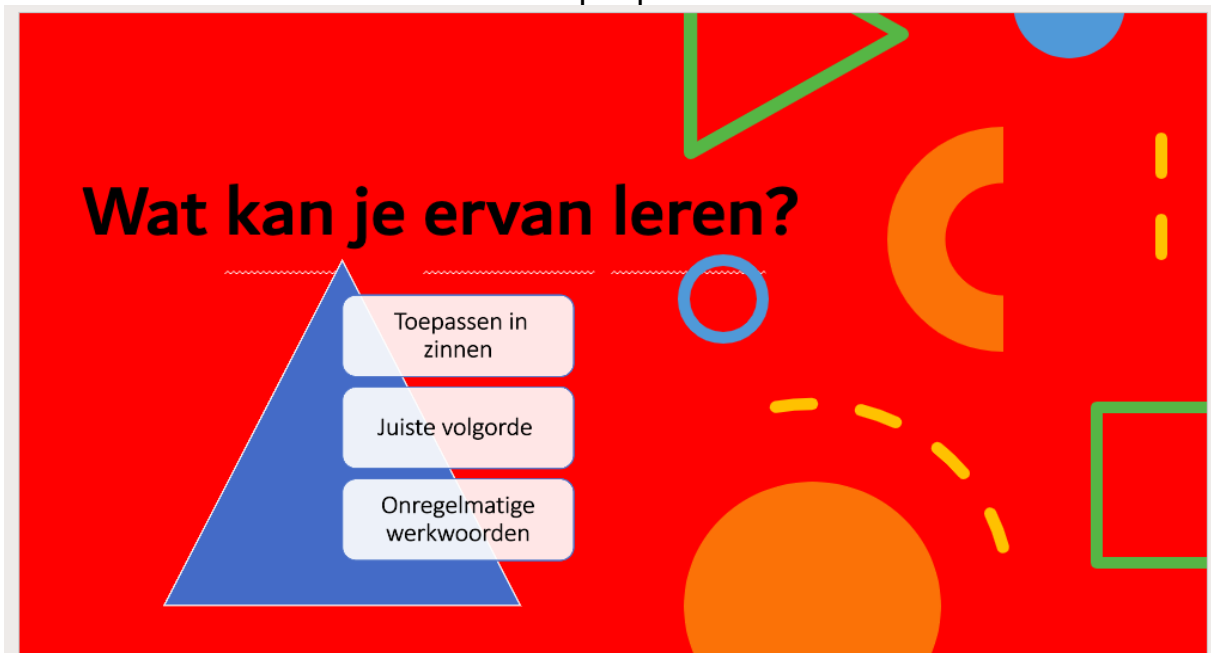 Wat kan je ervan leren?
Toepassen in
zinnen
Juiste volgorde
Onregelmatige
werkwoorden